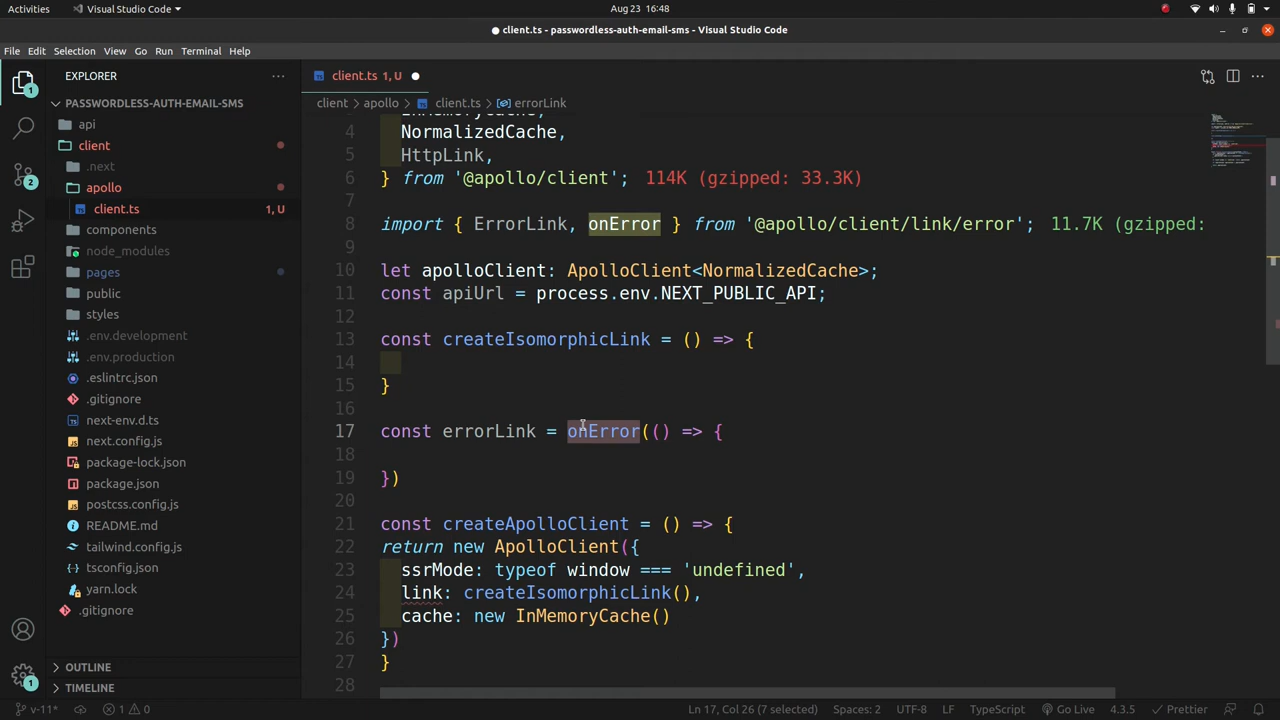 Activities
Visual Studio Code
Aug 23 16:48
● client.ts - passwordless-auth-email-sms - Visual Studio Code
File Edit Selection View Go Run Terminal Help
EXPLORER
PASSWORDLESS-AUTH-EMAIL-SMS
api
client
.next
apollo
client.ts 1, U
components
node_modules
pages
public
styles
.env.development
.env.production
.eslintrc.json
.gitignore
next-env.d.ts
next.config.js
package-lock.json
package.json
postcss.config.js
README.md
tailwind.config.js
tsconfig.json
yarn.lock
.gitignore
OUTLINE
TIMELINE
1
2
1
client.ts 1, U
client > apollo > client.ts > errorLink
4 NormalizedCache,
5 HttpLink,
6 } from '@apollo/client'; 114K (gzipped: 33.3K)
7
8 import { ErrorLink, onError } from '@apollo/client/link/error'; 11.7K (gzipped:
9
10 let apolloClient: ApolloClient<NormalizedCache>;
11 const apiUrl = process.env.NEXT_PUBLIC_API;
12
13 const createIsomorphicLink = () => {
14
15 }
16
17 const errorLink = onError(() => {
18
19 })
20
21 const createApolloClient = () => {
22 return new ApolloClient({
23 ssrMode: typeof window === 'undefined',
24 link: createIsomorphicLink(),
25 cache: new InMemoryCache()
26 })
27 }
28
v-11* 1 0 Ln 17, Col 26 (7 selected) Spaces: 2 UTF-8 LF TypeScript Go Live 4.3.5 Prettier